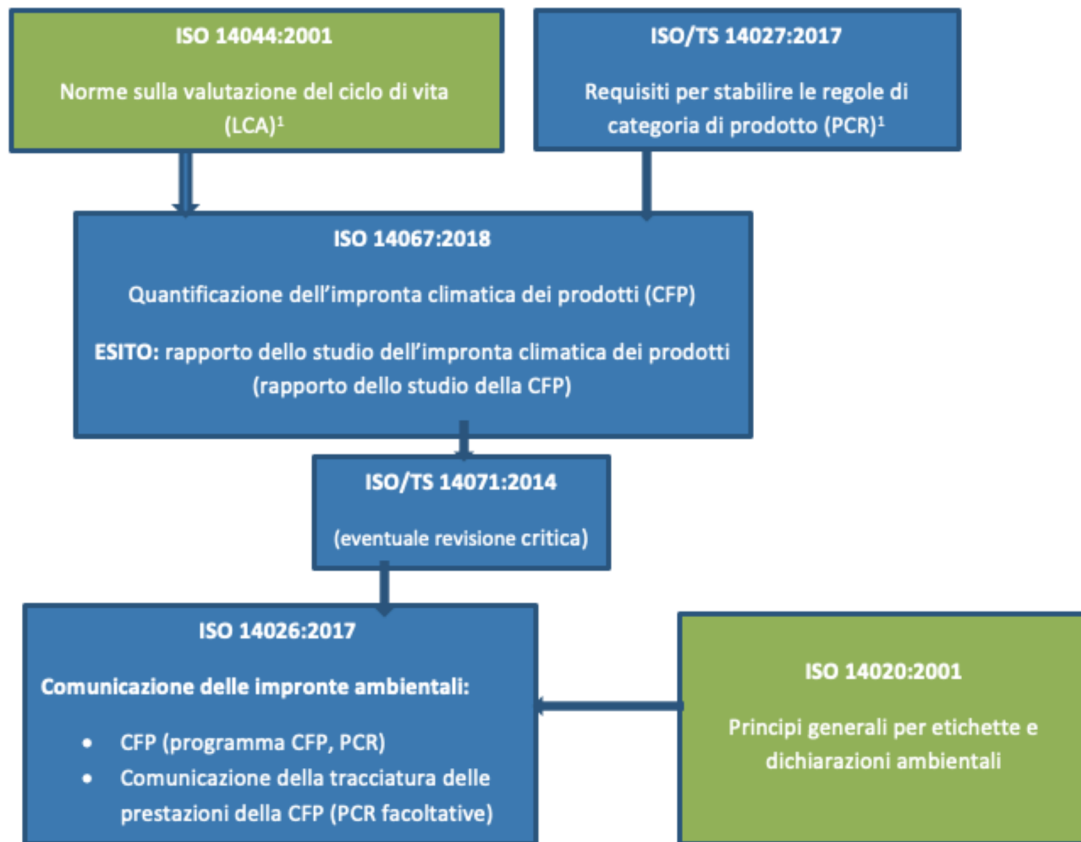 ISO 14044:2001
Norme sulla valutazione del ciclo di vita
(LCA)¹
ISO/TS 14027:2017
Requisiti per stabilire le regole di
categoria di prodotto (PCR)¹
ISO 14067:2018
Quantificazione dell’impronta climatica dei prodotti (CFP)
ESITO: rapporto dello studio dell’impronta climatica dei prodotti
(rapporto dello studio della CFP)
ISO/TS 14071:2014
(eventuale revisione critica)
ISO 14026:2017
Comunicazione delle impronte ambientali:
• CFP (programma CFP, PCR)
• Comunicazione della tracciatura delle
prestazioni della CFP (PCR facoltative)
ISO 14020:2001
Principi generali per etichette e
dichiarazioni ambientali